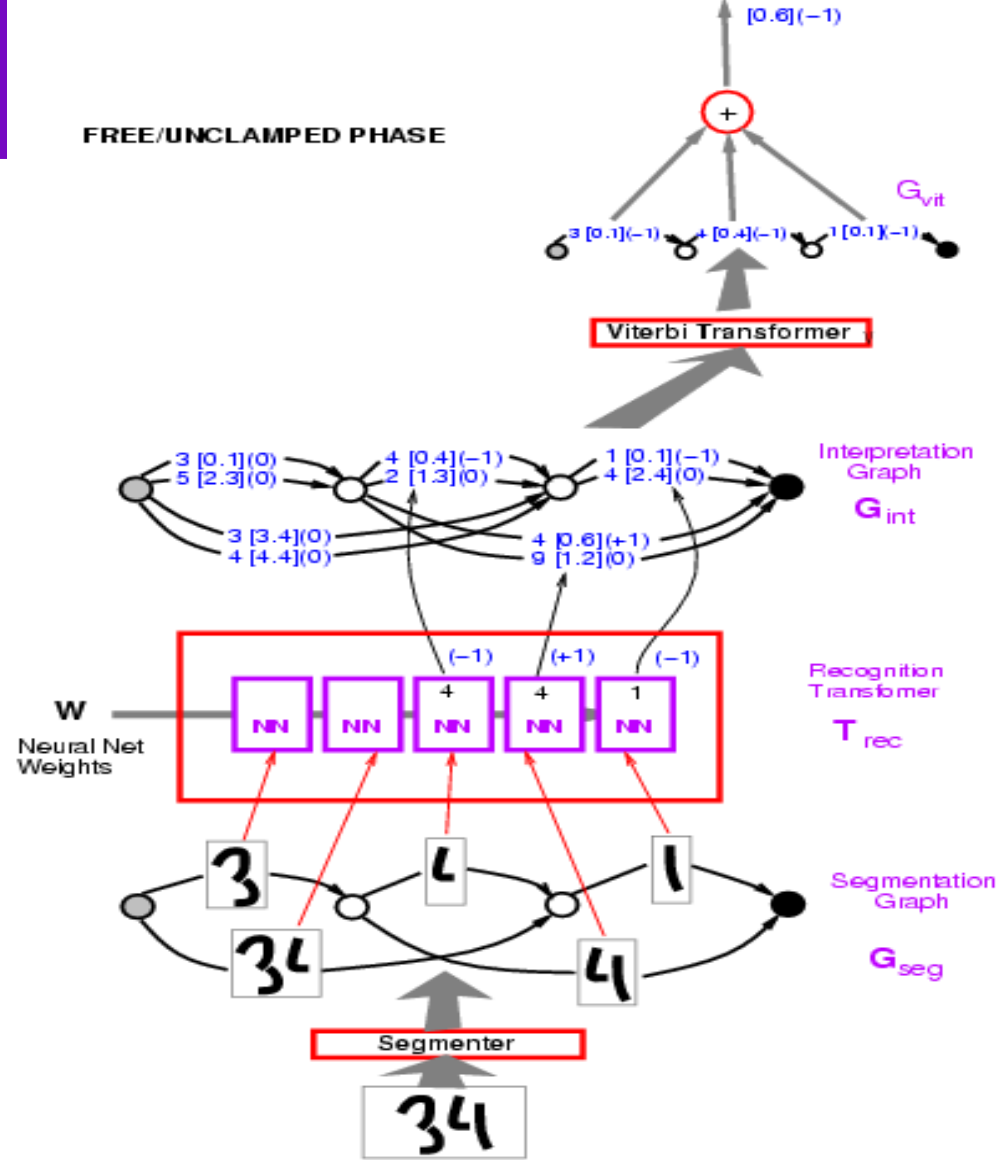 [0.6](−1)
+
FREE/UNCLAMPED PHASE
Gvit
3 [0.1](−1) 4 [0.4](−1) 1 [0.1](−1)
Viterbi Transformer
3 [0.1](0) 4 [0.4](−1) 1 [0.1](−1)
5 [2.3](0) 2 [1.3](0) 4 [2.4](0)
Interpretation
Graph
Gint
3 [3.4](0) 4 [0.6](+1)
4 [4.4](0) 9 [1.2](0)
(−1) (+1) (−1)
4 4 1
NN NN NN NN NN
W
Neural Net
Weights
Recognition
Transfomer
Trec
3 4 1
34 4
Segmentation
Graph
Gseg
Segmenter
34